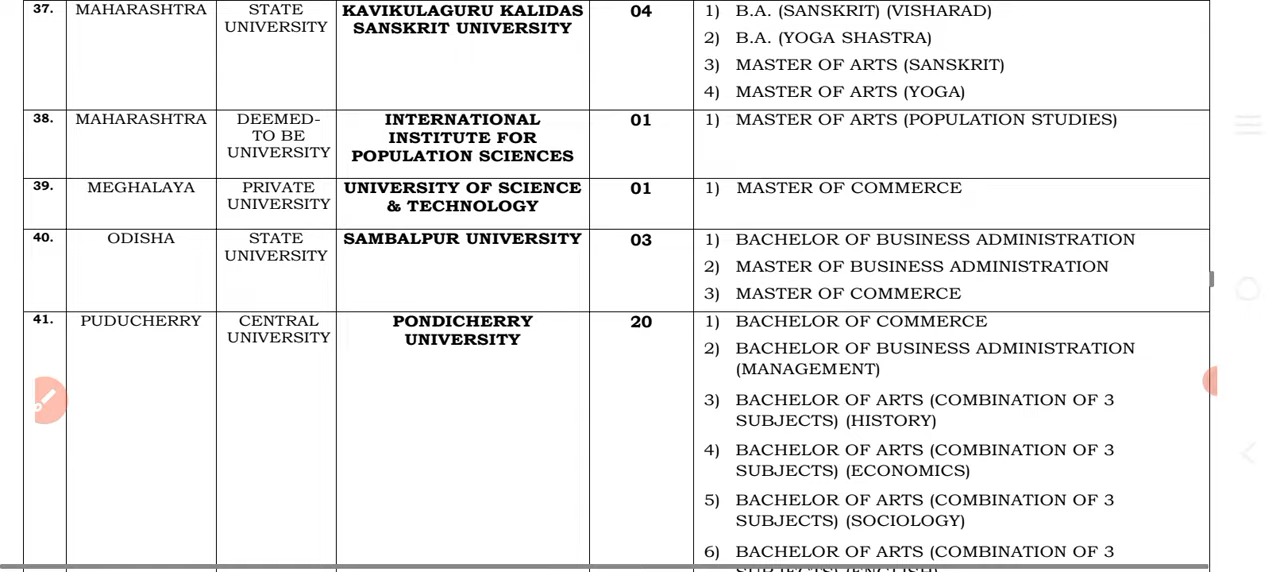 37. MAHARASHTRA STATE UNIVERSITY KAVIKULAGURU KALIDAS SANSKRIT UNIVERSITY 04
1) B.A. (SANSKRIT) (VISHARAD)
2) B.A. (YOGA SHASTRA)
3) MASTER OF ARTS (SANSKRIT)
4) MASTER OF ARTS (YOGA)
38. MAHARASHTRA DEEMED-TO BE UNIVERSITY INTERNATIONAL INSTITUTE FOR POPULATION SCIENCES 01
1) MASTER OF ARTS (POPULATION STUDIES)
39. MEGHALAYA PRIVATE UNIVERSITY UNIVERSITY OF SCIENCE & TECHNOLOGY 01
1) MASTER OF COMMERCE
40. ODISHA STATE UNIVERSITY SAMBALPUR UNIVERSITY 03
1) BACHELOR OF BUSINESS ADMINISTRATION
2) MASTER OF BUSINESS ADMINISTRATION
3) MASTER OF COMMERCE
41. PUDUCHERRY CENTRAL UNIVERSITY PONDICHERRY UNIVERSITY 20
1) BACHELOR OF COMMERCE
2) BACHELOR OF BUSINESS ADMINISTRATION
(MANAGEMENT)
3) BACHELOR OF ARTS (COMBINATION OF 3
SUBJECTS) (HISTORY)
4) BACHELOR OF ARTS (COMBINATION OF 3
SUBJECTS) (ECONOMICS)
5) BACHELOR OF ARTS (COMBINATION OF 3
SUBJECTS) (SOCIOLOGY)
6) BACHELOR OF ARTS (COMBINATION OF 3